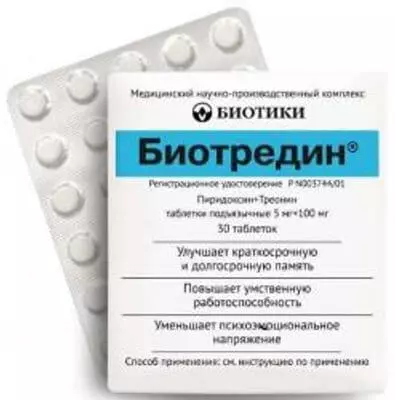 Медицинский научно-производственный комплекс
БИОТИКИ
Биотредин®
Регистрационное удостоверение Р N003744/01
Пиридоксин+Треонин
таблетки подъязычные 5 мг+100 мг
30 таблеток
Улучшает краткосрочную
и долгосрочную память
Повышает умственную
работоспособность
Уменьшает психоэмоциональное
напряжение
Способ применения: см. инструкцию по применению